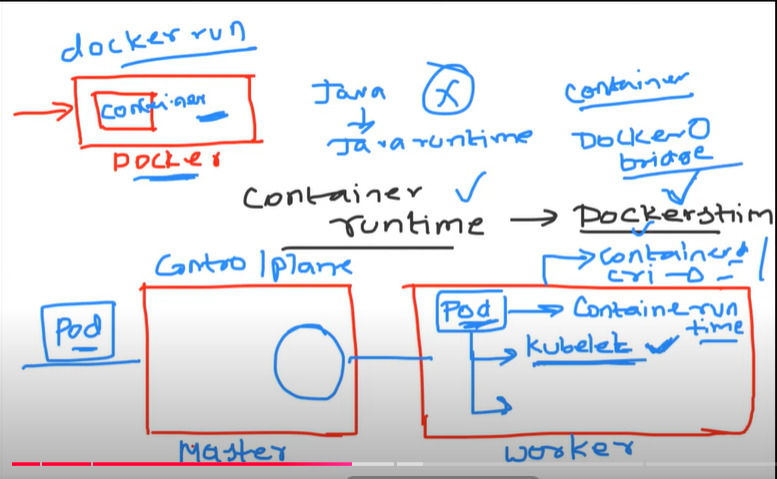 docker run
container
Docker
Java
X
Java runtime
container
Docker0
bridge
container
runtime → Dockershim
containerd
cri-o
Control plane
Pod
Pod → Container run
time
Kubelet
Master
Worker